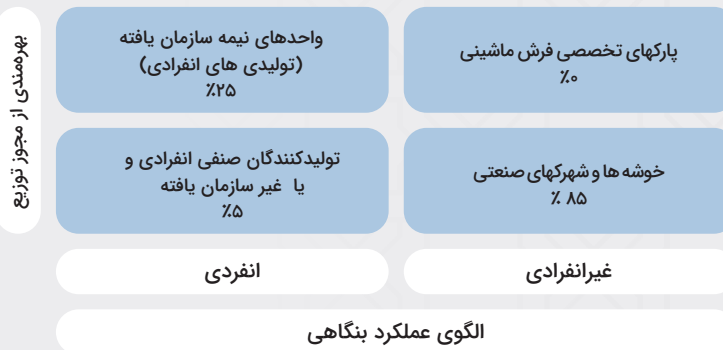 بهره‌مندی از مجوز توزیع
پارکهای تخصصی فرش ماشینی
٪۰
واحدهای نیمه سازمان یافته
(تولیدی های انفرادی)
٪۲۵
خوشه ها و شهرکهای صنعتی
٪ ۸۵
تولیدکنندگان صنفی انفرادی و
یا غیر سازمان یافته
٪۵
غیرانفرادی
انفردی
الگوی عملکرد بنگاهی